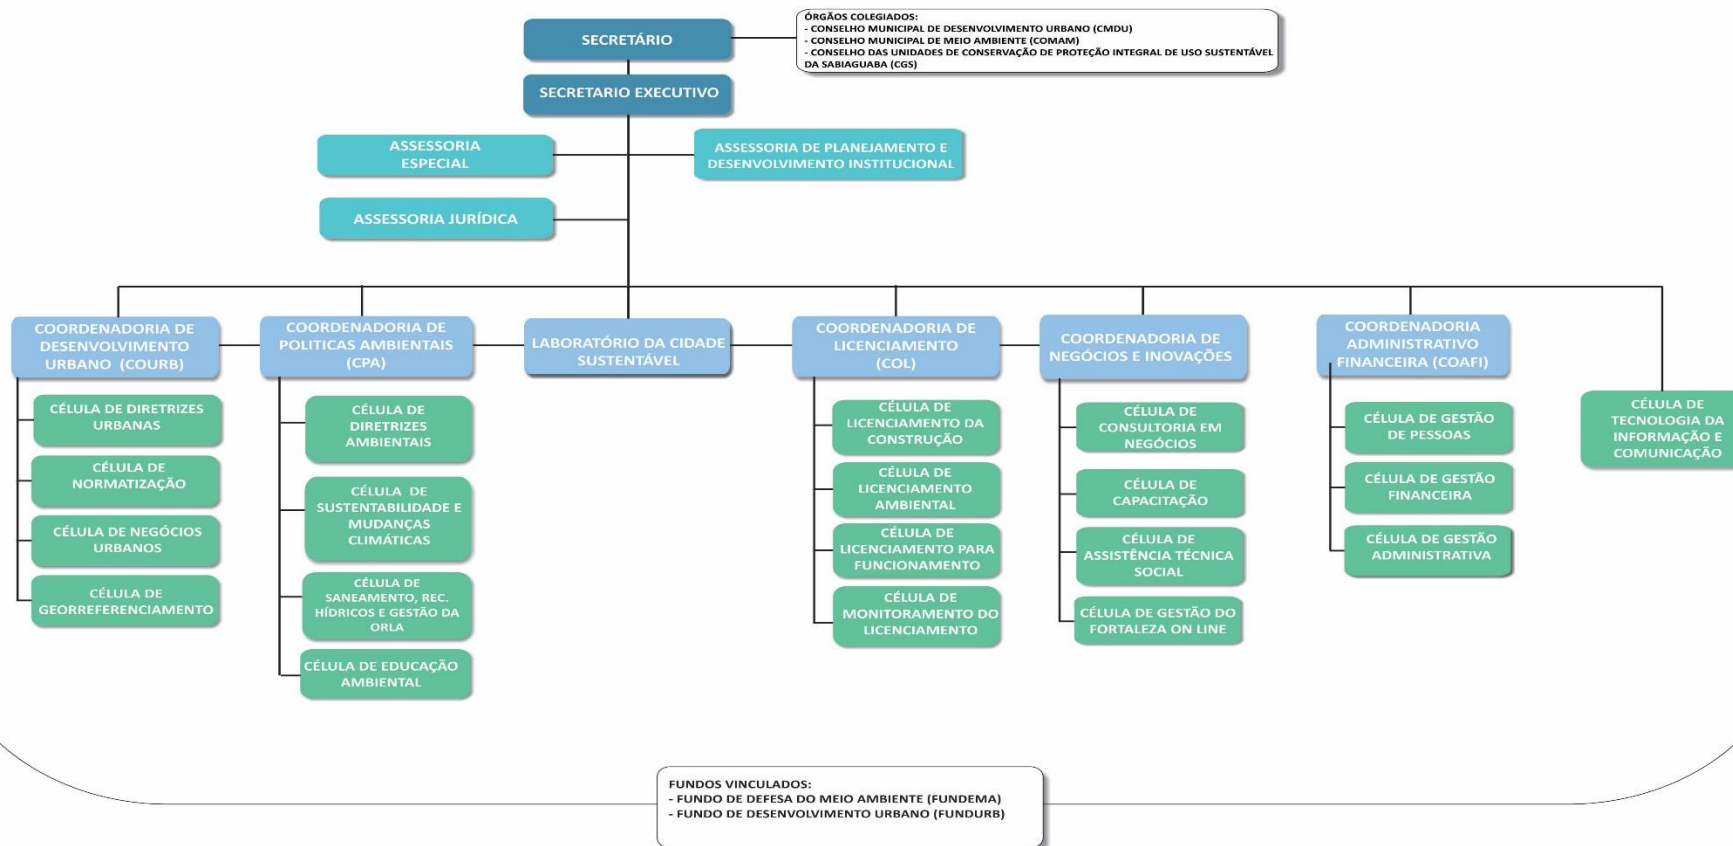 SECRETÁRIO
ÓRGÃOS COLEGIADOS:
- CONSELHO MUNICIPAL DE DESENVOLVIMENTO URBANO (CMDU)
- CONSELHO MUNICIPAL DE MEIO AMBIENTE (COMAM)
- CONSELHO DAS UNIDADES DE CONSERVAÇÃO DE PROTEÇÃO INTEGRAL DE USO SUSTENTÁVEL
DA SABIAGUABA (CGS)
SECRETARIO EXECUTIVO
ASSESSORIA
ESPECIAL
ASSESSORIA DE PLANEJAMENTO E
DESENVOLVIMENTO INSTITUCIONAL
ASSESSORIA JURÍDICA
COORDENADORIA DE
DESENVOLVIMENTO
URBANO (COURB)
CÉLULA DE DIRETRIZES
URBANAS
CÉLULA DE
NORMATIZAÇÃO
CÉLULA DE NEGÓCIOS
URBANOS
CÉLULA DE
GEORREFERENCIAMENTO
COORDENADORIA DE
POLITICAS AMBIENTAIS
(CPA)
CÉLULA DE
DIRETRIZES
AMBIENTAIS
CÉLULA DE
SUSTENTABILIDADE E
MUDANÇAS
CLIMÁTICAS
CÉLULA DE
SANEAMENTO, REC.
HÍDRICOS E GESTÃO DA
ORLA
CÉLULA DE EDUCAÇÃO
AMBIENTAL
LABORATÓRIO DA CIDADE
SUSTENTÁVEL
COORDENADORIA DE
LICENCIAMENTO
(COL)
CÉLULA DE
LICENCIAMENTO DA
CONSTRUÇÃO
CÉLULA DE
LICENCIAMENTO
AMBIENTAL
CÉLULA DE
LICENCIAMENTO PARA
FUNCIONAMENTO
CÉLULA DE
MONITORAMENTO DO
LICENCIAMENTO
COORDENADORIA DE
NEGÓCIOS E INOVAÇÕES
CÉLULA DE
CONSULTORIA EM
NEGÓCIOS
CÉLULA DE
CAPACITAÇÃO
CÉLULA DE
ASSISTÊNCIA TÉCNICA
SOCIAL
CÉLULA DE GESTÃO DO
FORTALEZA ON LINE
COORDENADORIA
ADMINISTRATIVO
FINANCEIRA (COAFI)
CÉLULA DE GESTÃO
DE PESSOAS
CÉLULA DE GESTÃO
FINANCEIRA
CÉLULA DE GESTÃO
ADMINISTRATIVA
CÉLULA DE
TECNOLOGIA DA
INFORMAÇÃO E
COMUNICAÇÃO
FUNDOS VINCULADOS:
- FUNDO DE DEFESA DO MEIO AMBIENTE (FUNDEMA)
- FUNDO DE DESENVOLVIMENTO URBANO (FUNDURB)